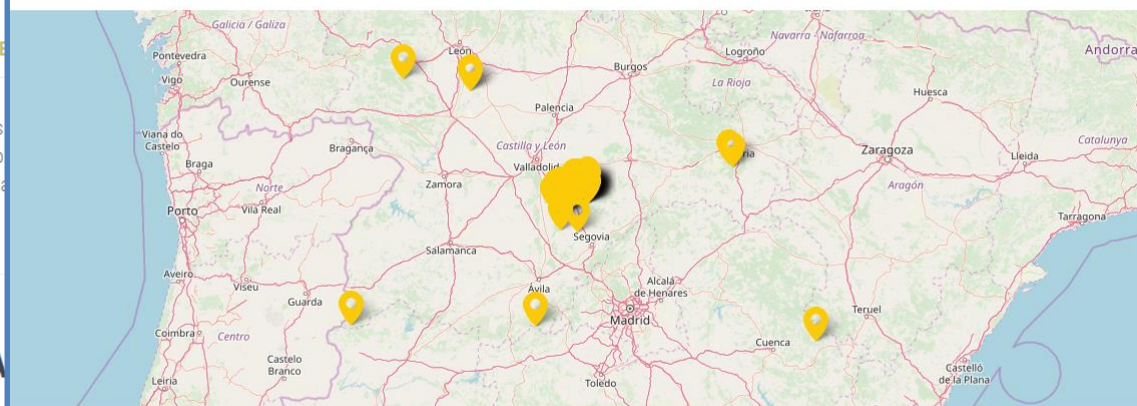 Galicia / Galiza
Navarra - Nafarroa
León
Logroño
Andorra
Pontevedra
Burgos
Vigo
Ourense
La Rioja
Huesca
Palencia
Viana do
Castelo
Bragança
Castilla y León
Zaragoza
Catalunya
Lleida
Braga
Valladolid
Zamora
Norte
Aragón
Porto
Vila Real
Tarragona
Segovia
Salamanca
Aveiro
Viseu
Guarda
Ávila
Alcalá
de Henares
Teruel
Madrid
Coimbra
Centro
Cuenca
Castelo
Branco
Castelló
de la Plana
Leiria
Toledo